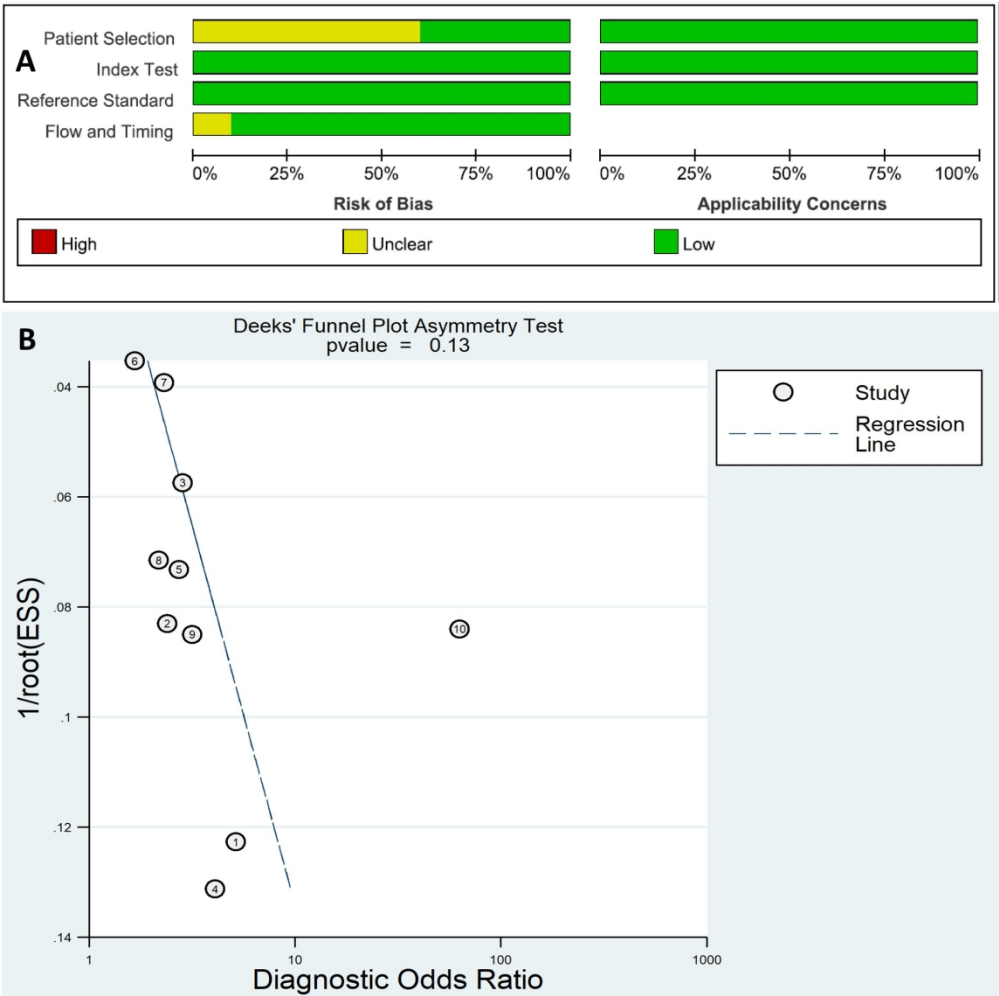 A
Patient Selection
Index Test
Reference Standard
Flow and Timing
0% 25% 50% 75% 100%
0% 25% 50% 75% 100%
Risk of Bias
Applicability Concerns
High
Unclear
Low
B
Deeks' Funnel Plot Asymmetry Test
pvalue = 0.13
6
7
3
8
5
2
9
10
1
4
.04
.06
.08
.1
.12
.14
1/root(ESS)
1 10 100 1000
Diagnostic Odds Ratio
Study
Regression
Line